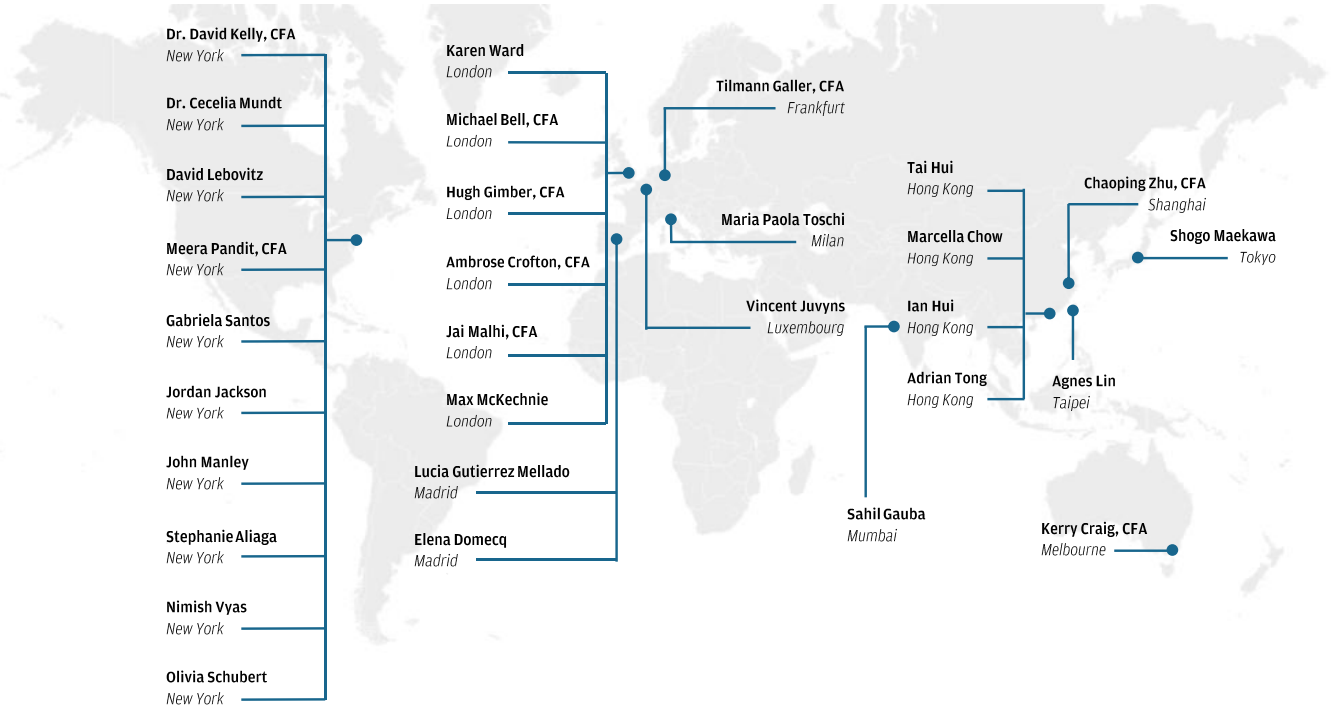 Dr. David Kelly, CFA
New York
Dr. Cecelia Mundt
New York
David Lebovitz
New York
Meera Pandit, CFA
New York
Gabriela Santos
New York
Jordan Jackson
New York
John Manley
New York
Stephanie Aliaga
New York
Nimish Vyas
New York
Olivia Schubert
New York
Karen Ward
London
Michael Bell, CFA
London
Hugh Gimber, CFA
London
Ambrose Crofton, CFA
London
Jai Malhi, CFA
London
Max McKechnie
London
Lucia Gutierrez Mellado
Madrid
Elena Domecq
Madrid
Tilmann Galler, CFA
Frankfurt
Maria Paola Toschi
Milan
Vincent Juvyns
Luxembourg
Tai Hui
Hong Kong
Marcella Chow
Hong Kong
Ian Hui
Hong Kong
Adrian Tong
Hong Kong
Chaoping Zhu, CFA
Shanghai
Shogo Maekawa
Tokyo
Agnes Lin
Taipei
Sahil Gauba
Mumbai
Kerry Craig, CFA
Melbourne